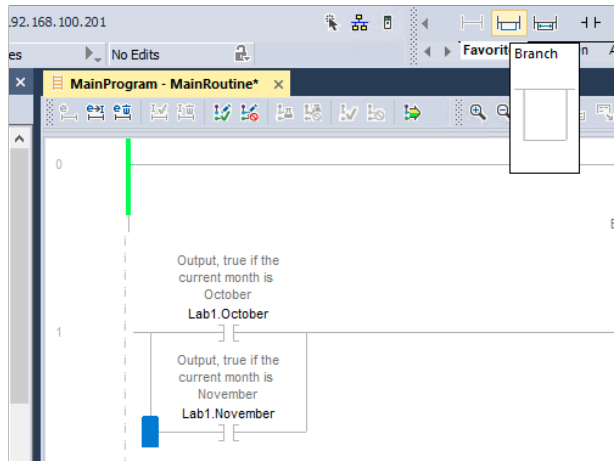 92.168.100.201
es
No Edits
Favorit
n
A
Branch
MainProgram - MainRoutine*
0
E
Output, true if the
current month is
October
Lab1.October
1
Output, true if the
current month is
November
Lab1.November